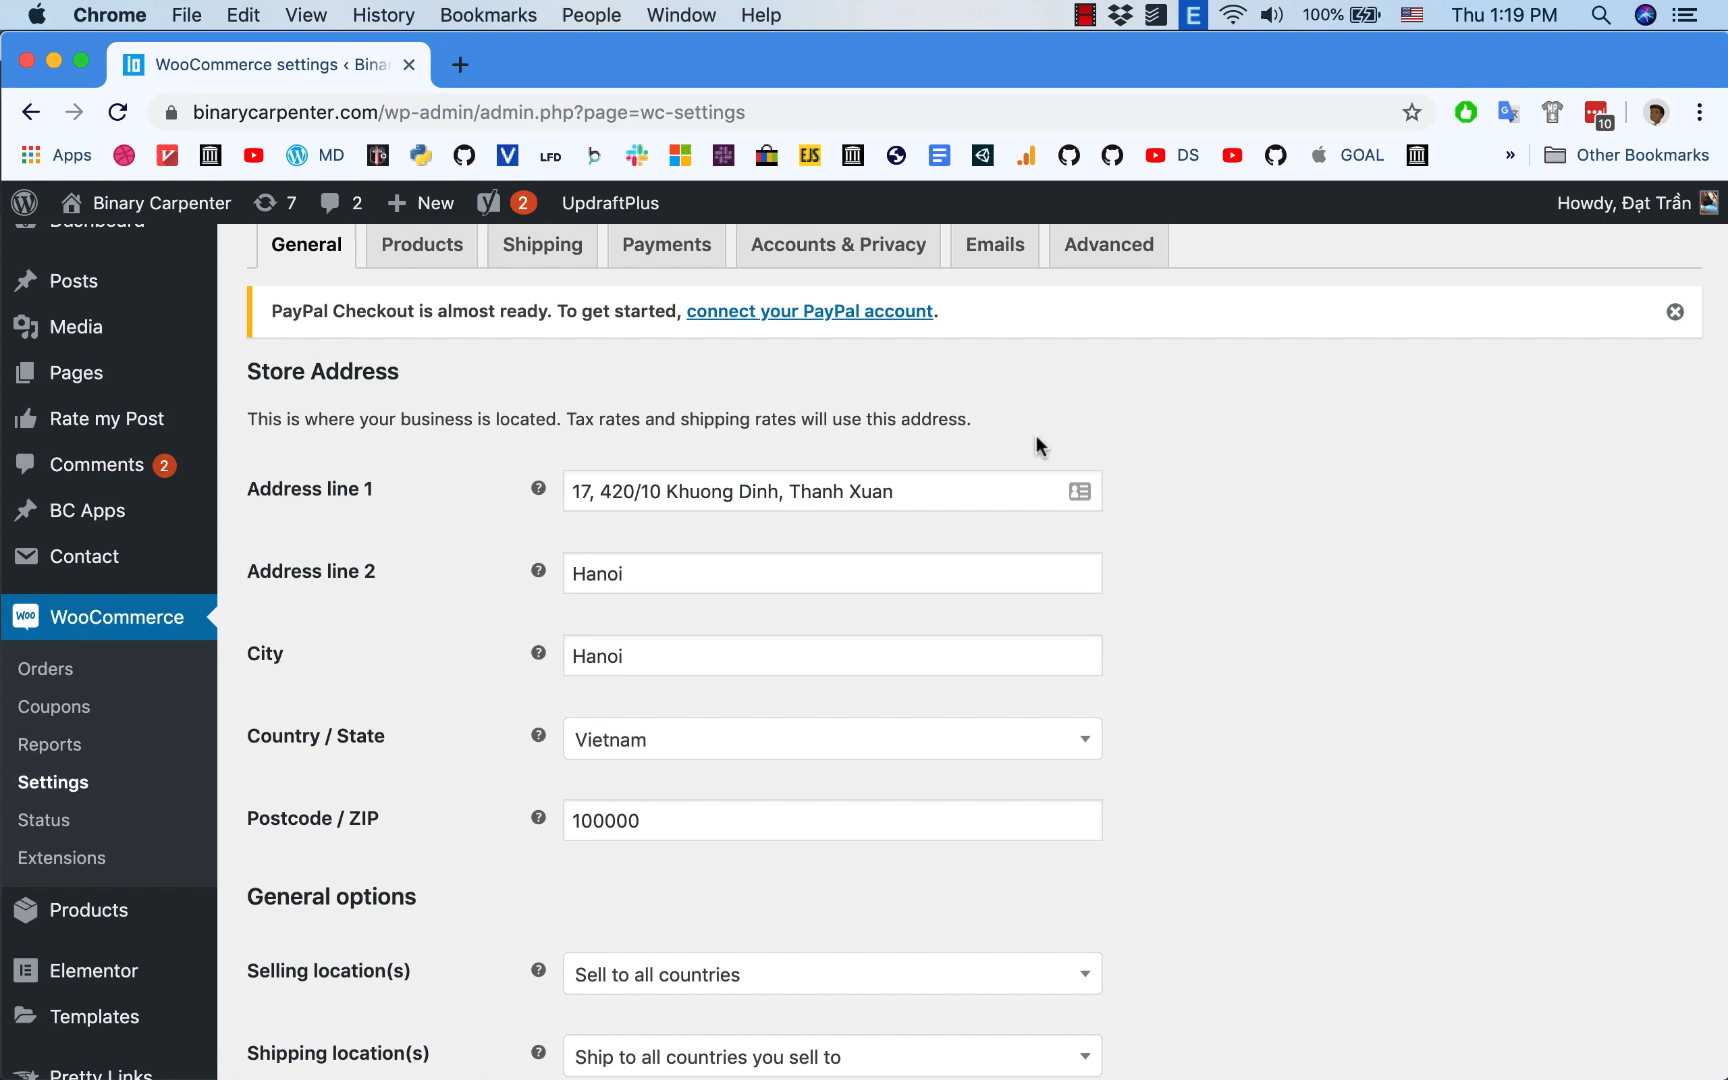 Chrome File Edit View History Bookmarks People Window Help E 100% Thu 1:19 PM
WooCommerce settings ‹ Bina
binarycarpenter.com/wp-admin/admin.php?page=wc-settings 10
Apps MD LFD EJS DS GOAL » Other Bookmarks
Binary Carpenter 7 2 New 2 UpdraftPlus Howdy, Đạt Trần
Dashboard
General Products Shipping Payments Accounts & Privacy Emails Advanced
Posts
PayPal Checkout is almost ready. To get started, connect your PayPal account.
Media
Store Address
Pages
Rate my Post
This is where your business is located. Tax rates and shipping rates will use this address.
Comments 2
Address line 1 17, 420/10 Khuong Dinh, Thanh Xuan
BC Apps
Contact
Address line 2 Hanoi
WooCommerce
City Hanoi
Orders
Coupons
Country / State Vietnam
Reports
Settings
Status
Postcode / ZIP 100000
Extensions
General options
Products
Elementor
Selling location(s) Sell to all countries
Templates
Shipping location(s) Ship to all countries you sell to
Pretty Links